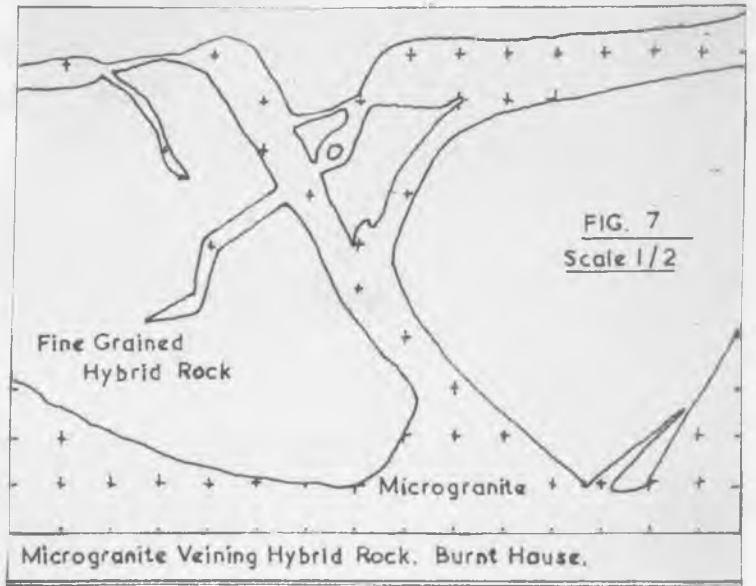 FIG. 7
Scale 1/2
Fine Grained
Hybrid Rock
Microgranite
Microgranite Veining Hybrid Rock. Burnt House.